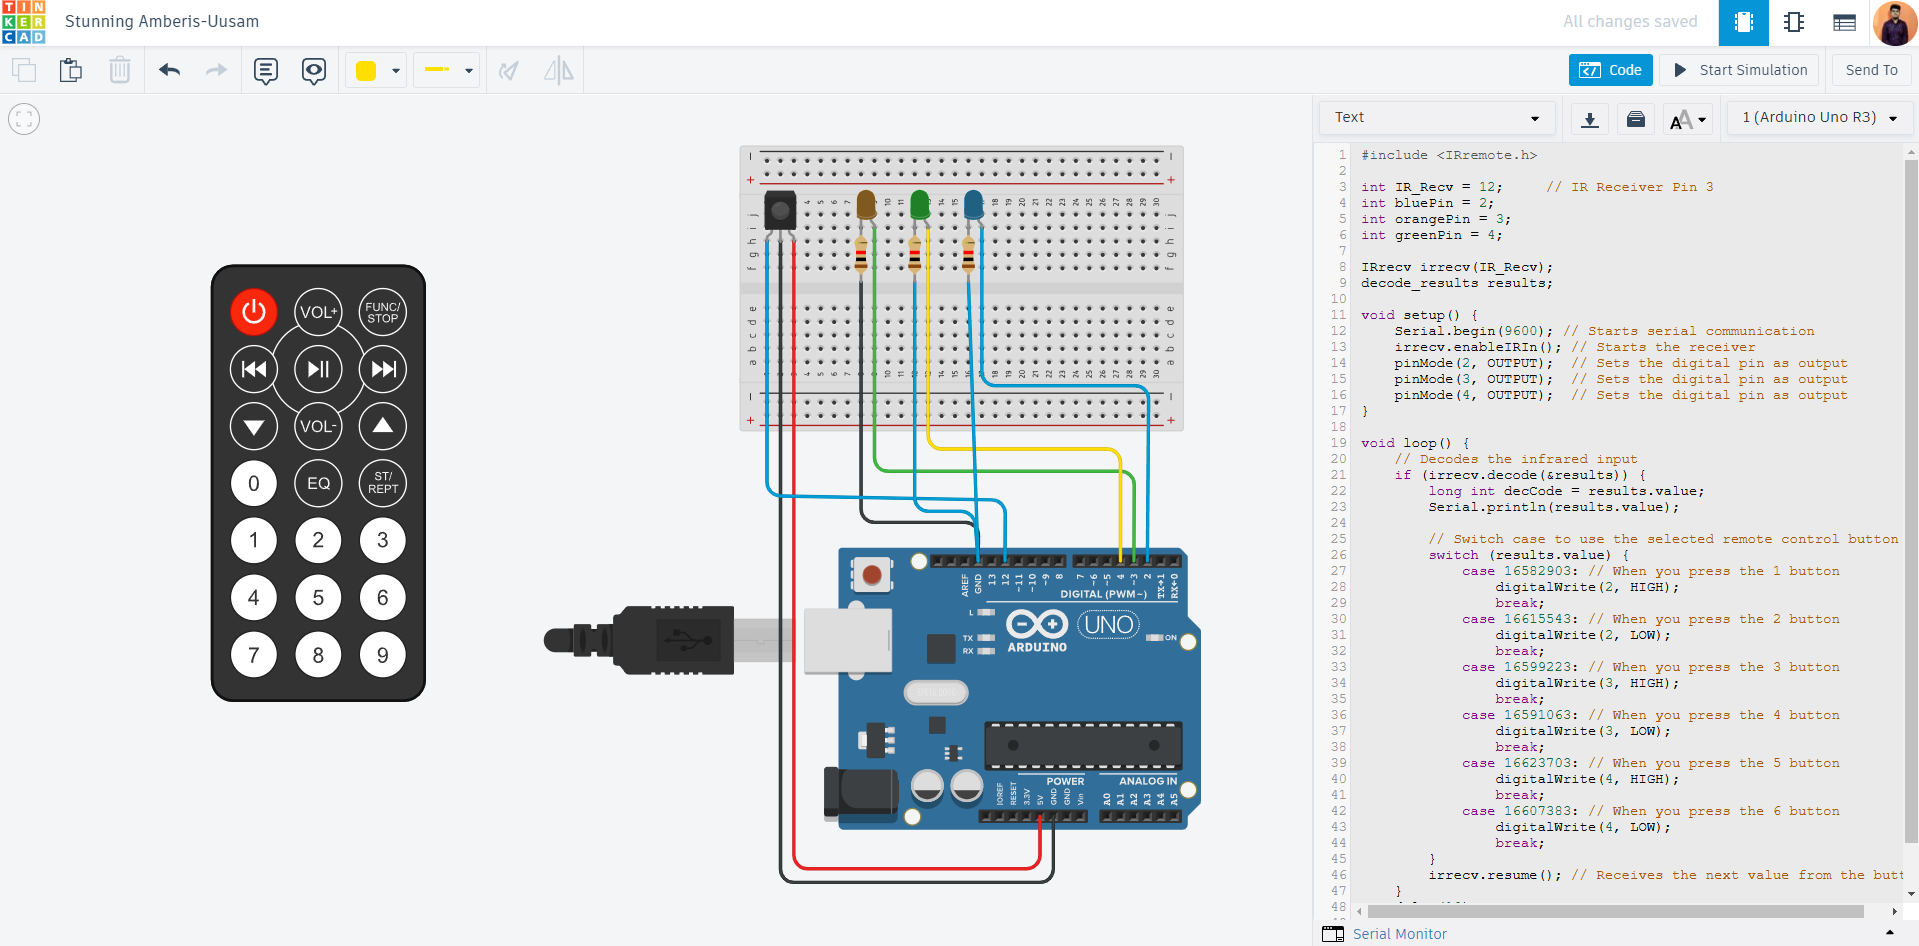 TIN
KER
CAD
Stunning Amberis-Uusam
All changes saved
Code
Start Simulation
Send To
Text
1 (Arduino Uno R3)
VOL+
FUNC/
STOP
VOL-
0
EQ
ST/
REPT
1 2 3
4 5 6
7 8 9
AREF
GND
13
12
~11
~10
~9
8
7
~6
~5
4
~3
2
TX→1
RX←0
DIGITAL (PWM~)
L
TX
RX
ARDUINO
UNO
ON
POWER
ANALOG IN
IOREF
RESET
3.3V
5V
GND
GND
Vin
A0
A1
A2
A3
A4
A5
1 #include <IRremote.h>
2
3 int IR_Recv = 12;     // IR Receiver Pin 3
4 int bluePin = 2;
5 int orangePin = 3;
6 int greenPin = 4;
7
8 IRrecv irrecv(IR_Recv);
9 decode_results results;
10
11 void setup() {
12     Serial.begin(9600); // Starts serial communication
13     irrecv.enableIRIn(); // Starts the receiver
14     pinMode(2, OUTPUT);  // Sets the digital pin as output
15     pinMode(3, OUTPUT);  // Sets the digital pin as output
16     pinMode(4, OUTPUT);  // Sets the digital pin as output
17 }
18
19 void loop() {
20     // Decodes the infrared input
21     if (irrecv.decode(&results)) {
22         long int decCode = results.value;
23         Serial.println(results.value);
24
25         // Switch case to use the selected remote control button
26         switch (results.value) {
27             case 16582903: // When you press the 1 button
28                 digitalWrite(2, HIGH);
29                 break;
30             case 16615543: // When you press the 2 button
31                 digitalWrite(2, LOW);
32                 break;
33             case 16599223: // When you press the 3 button
34                 digitalWrite(3, HIGH);
35                 break;
36             case 16591063: // When you press the 4 button
37                 digitalWrite(3, LOW);
38                 break;
39             case 16623703: // When you press the 5 button
40                 digitalWrite(4, HIGH);
41                 break;
42             case 16607383: // When you press the 6 button
43                 digitalWrite(4, LOW);
44                 break;
45         }
46         irrecv.resume(); // Receives the next value from the butt
47     }
48
Serial Monitor